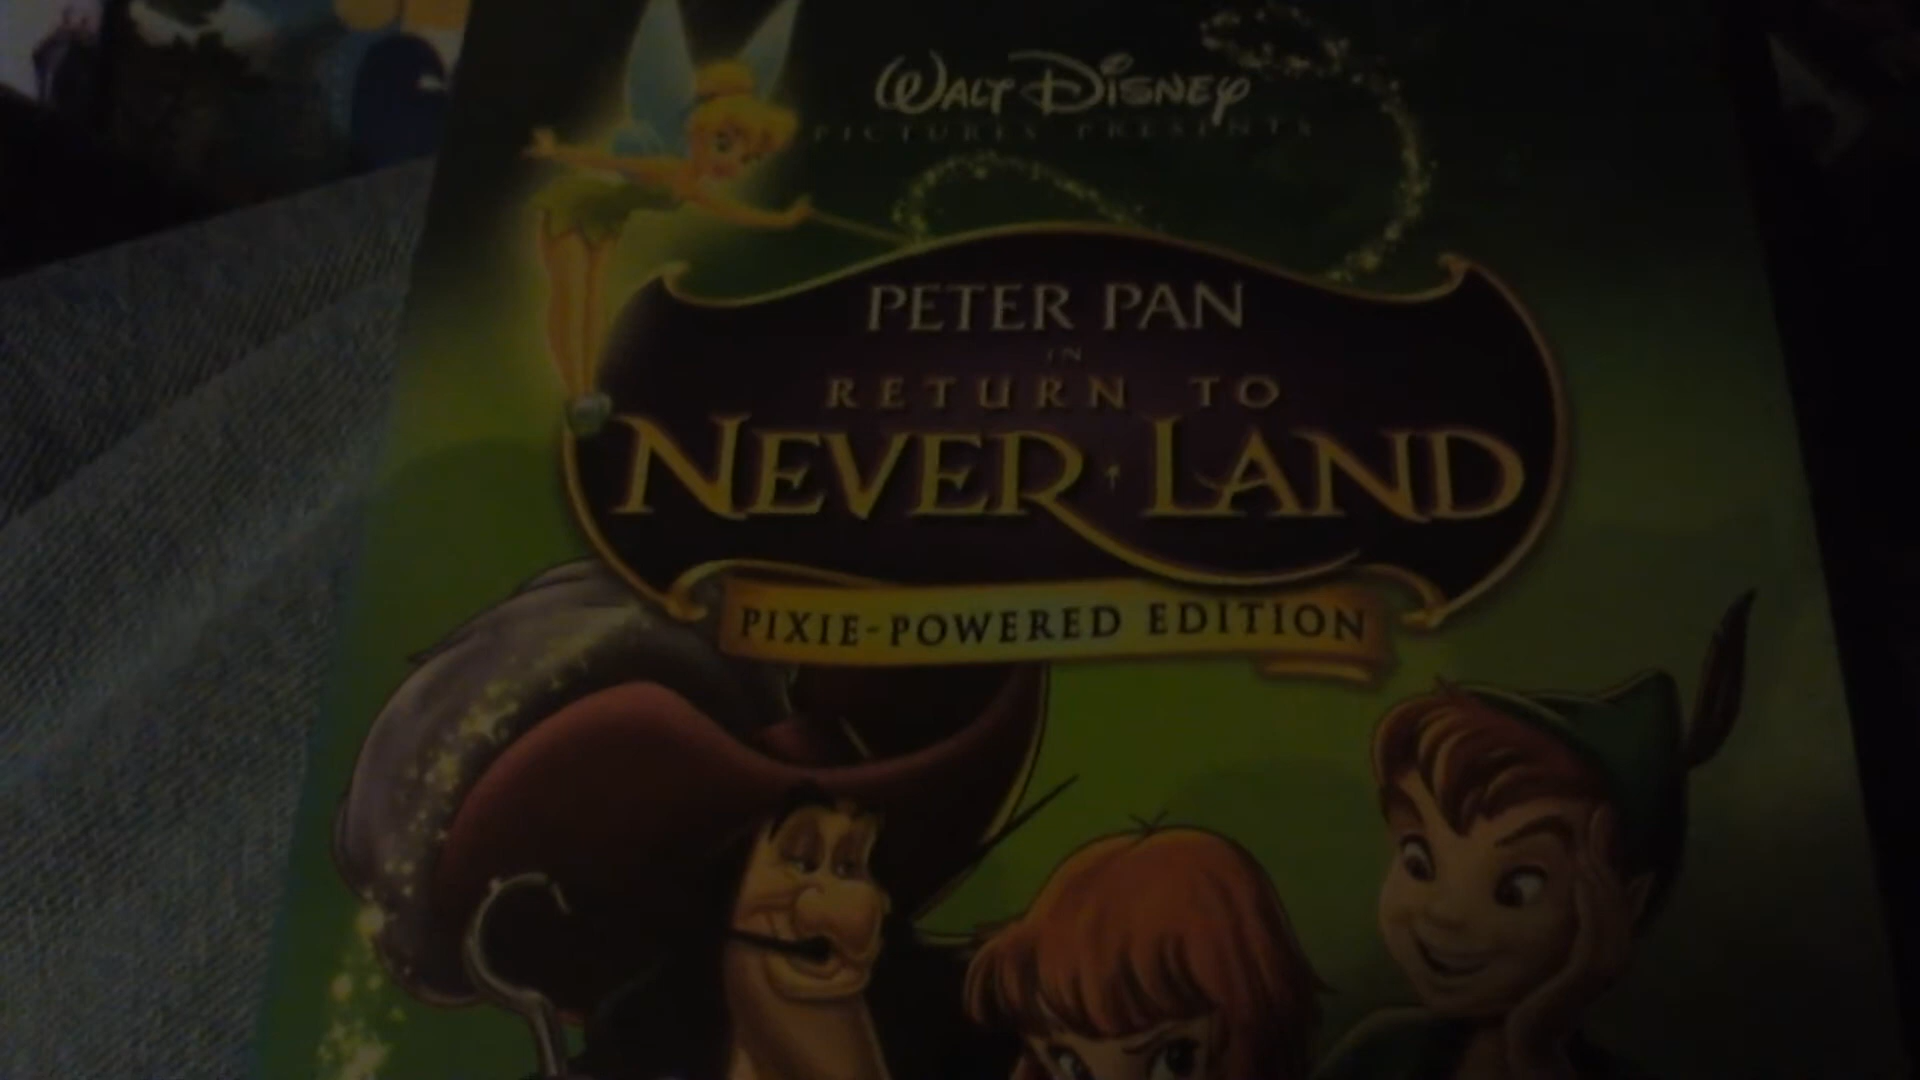 WALT DISNEY
PICTURES PRESENTS
PETER PAN
IN
RETURN TO
NEVER LAND
PIXIE-POWERED EDITION